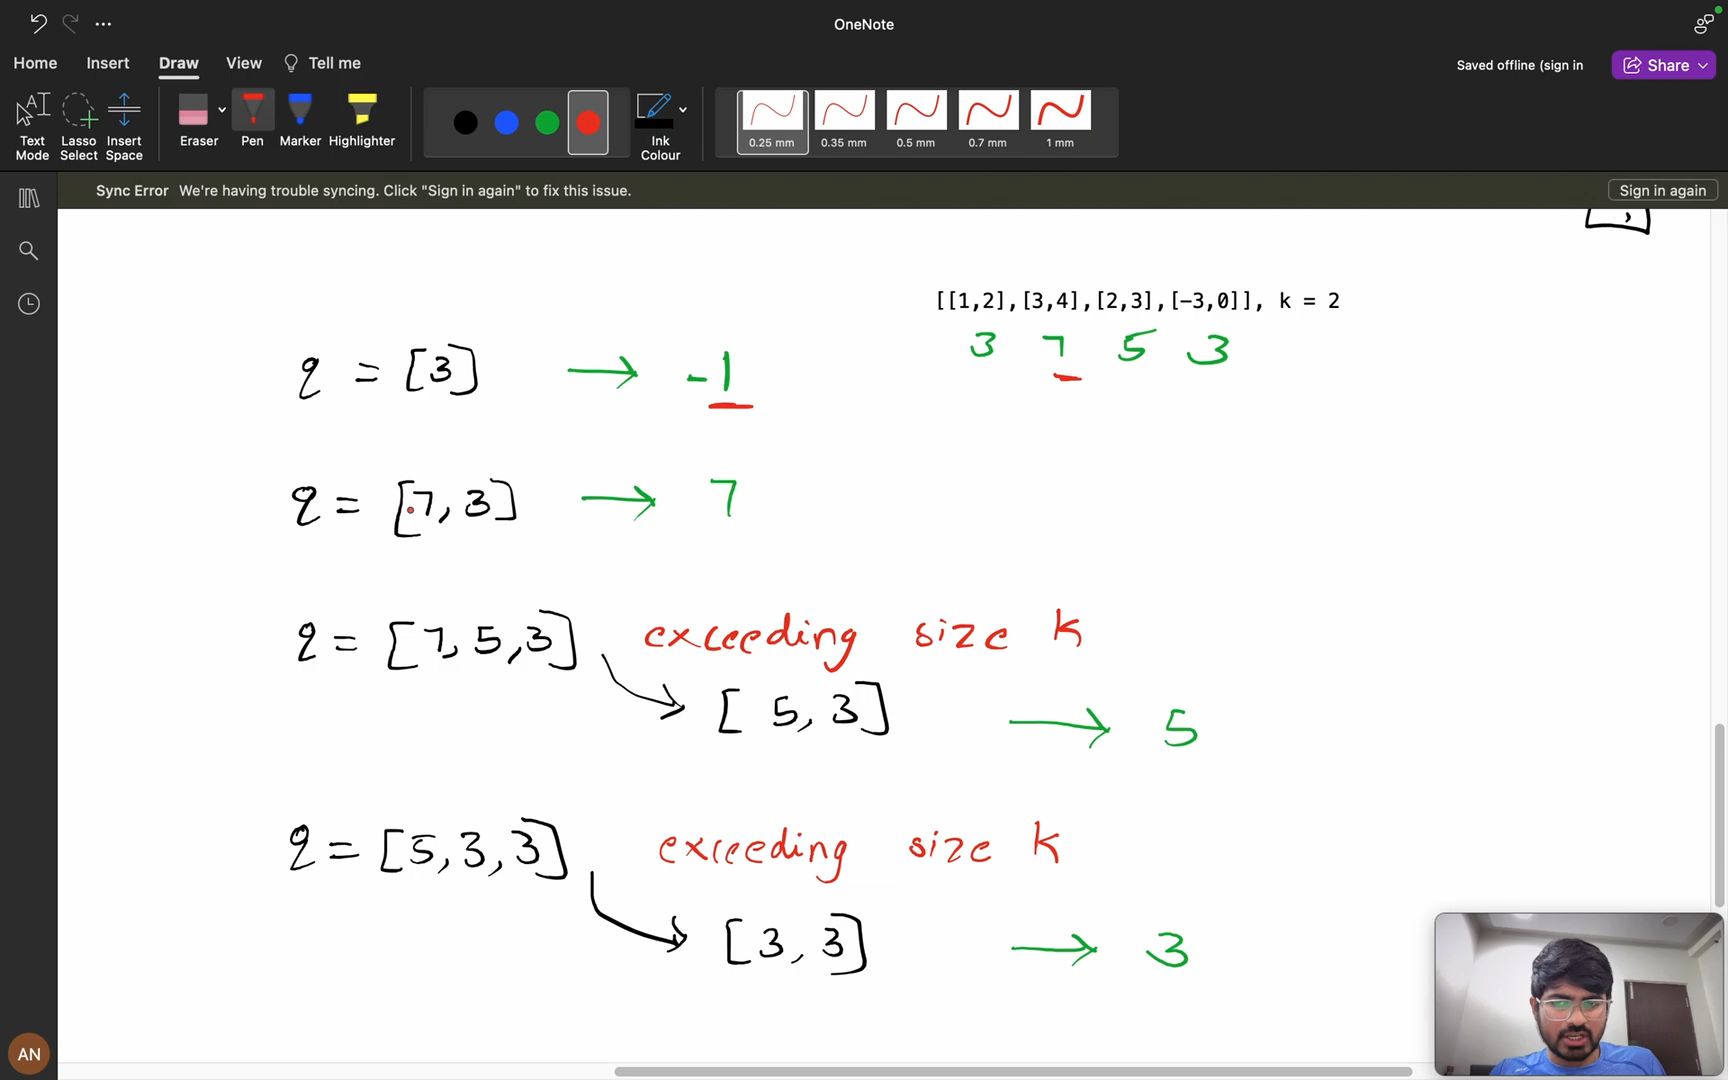 OneNote
Home Insert Draw View Tell me
Saved offline (sign in
Share
Text Mode
Lasso Select
Insert Space
Eraser
Pen
Marker
Highlighter
Ink Colour
0.25 mm
0.35 mm
0.5 mm
0.7 mm
1 mm
Sync Error We're having trouble syncing. Click "Sign in again" to fix this issue.
Sign in again
[[1,2],[3,4],[2,3],[-3,0]], k = 2
3 7 5 3
q = [3] → -1
q = [7, 3] → 7
q = [7, 5, 3] exceeding size k
[5, 3] → 5
q = [5, 3, 3] exceeding size k
[3, 3] → 3
AN